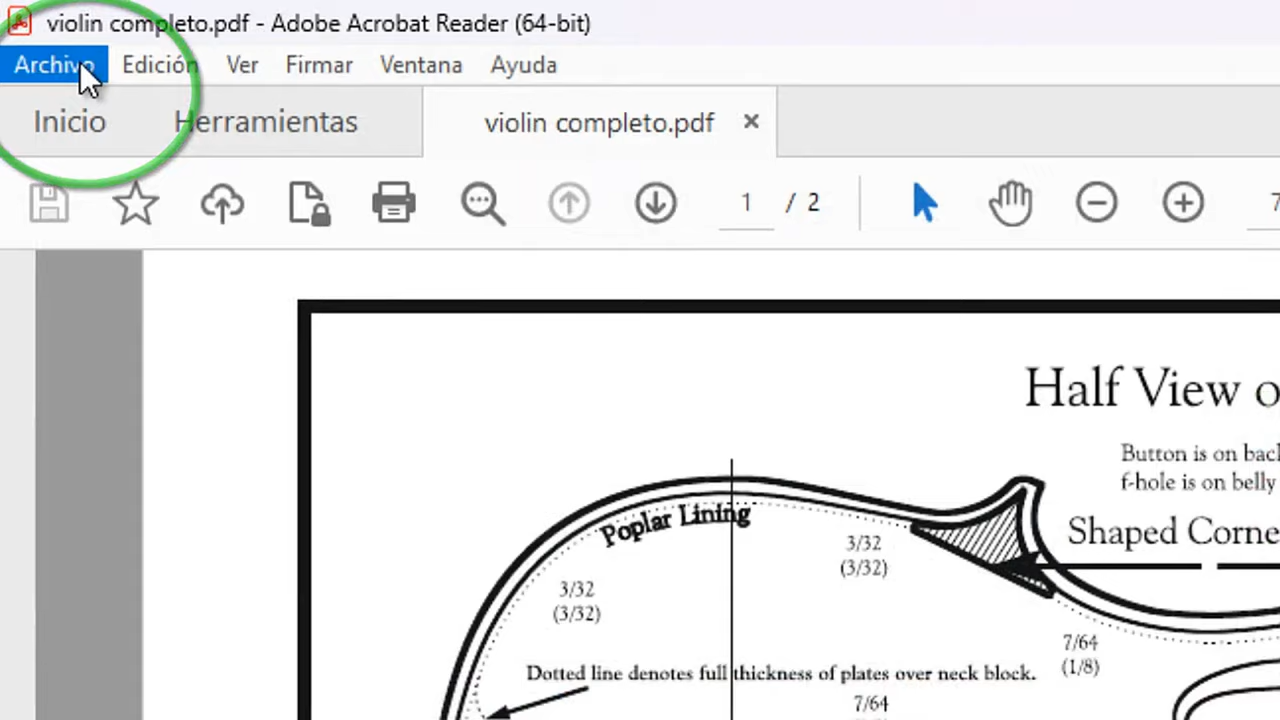 violin completo.pdf - Adobe Acrobat Reader (64-bit)
Archivo Edición Ver Firmar Ventana Ayuda
Inicio Herramientas violin completo.pdf ×
1 / 2
Half View
Button is on
f-hole is on belly
Poplar Lining
Shaped
3/32
(3/32)
3/32
(3/32)
7/64
(1/8)
Dotted line denotes full thickness of plates over neck block.
7/64